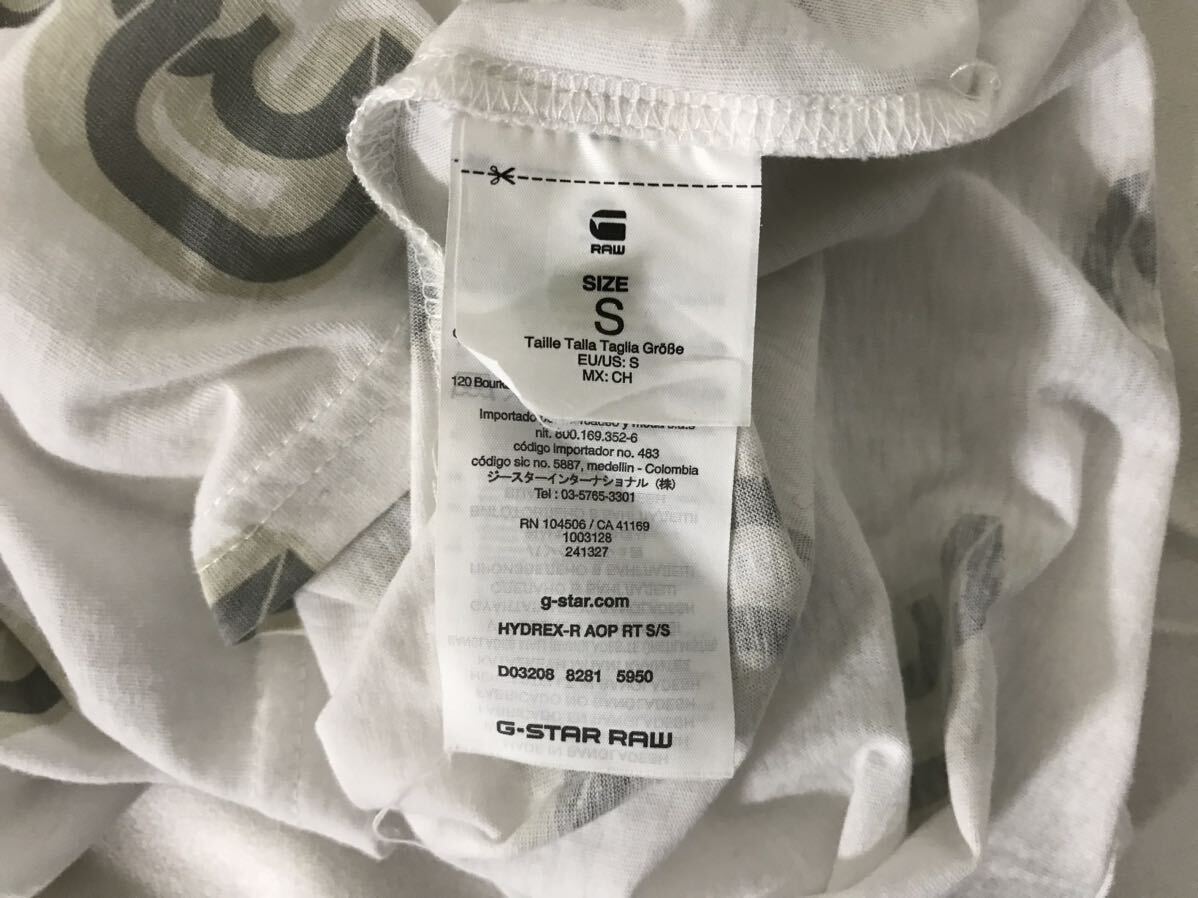 RAW
SIZE
S
Taille Talla Taglia Größe
EU/US: S
MX: CH
120
Importado
nit. 800.169.352-6
código importador no. 483
código sic no. 5887, medellin - Colombia
ジースターインターナショナル (株)
Tel : 03-5765-3301
RN 104506 / CA 41169
1003128
241327
g-star.com
HYDREX-R AOP RT S/S
D03208 8281 5950
G-STAR RAW